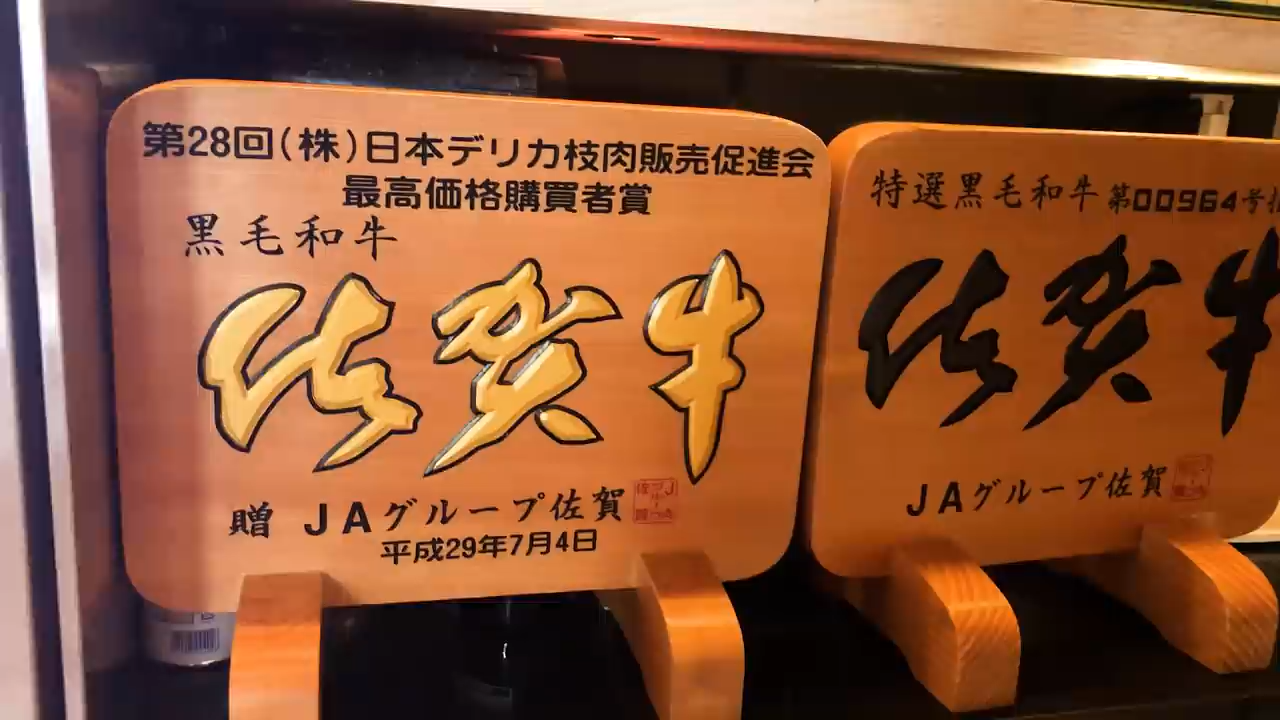 第28回(株)日本デリカ枝肉販売促進会
最高価格購買者賞
黒毛和牛
佐賀牛
贈 JAグループ佐賀
平成29年7月4日
特選黒毛和牛 第00964号
佐賀牛
JAグループ佐賀